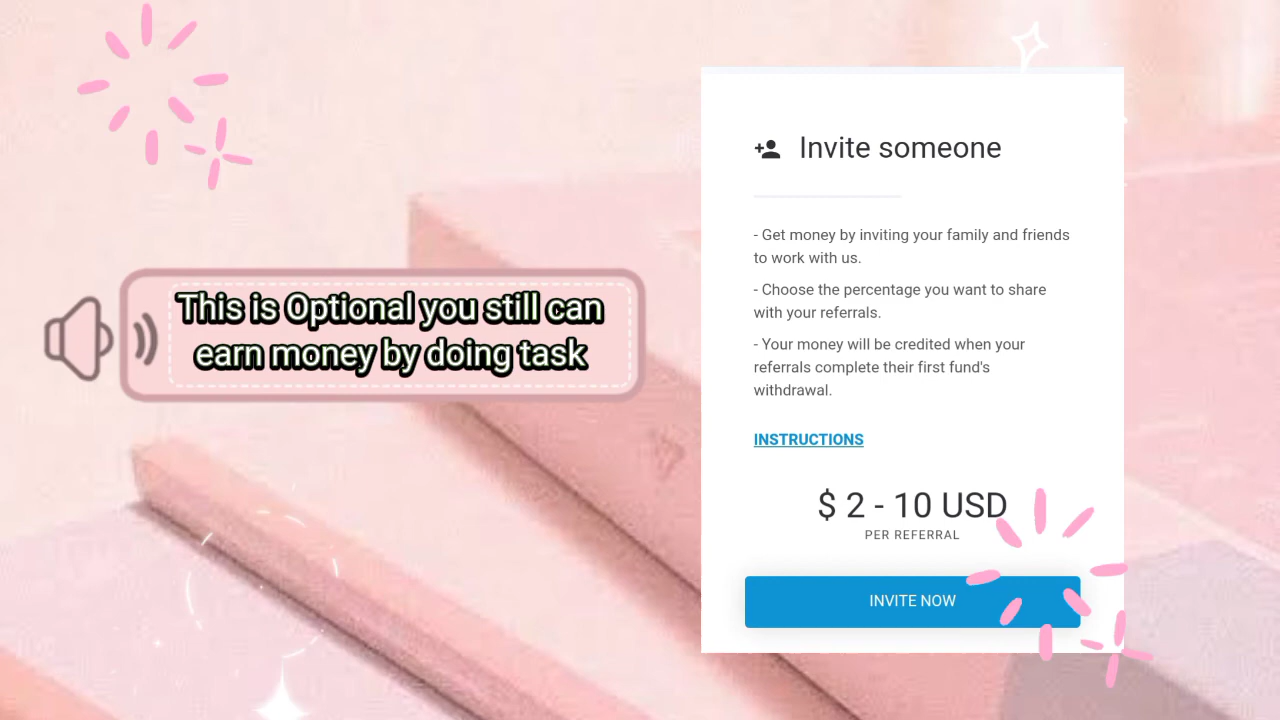 This is Optional you still can
earn money by doing task
Invite someone
- Get money by inviting your family and friends
to work with us.
- Choose the percentage you want to share
with your referrals.
- Your money will be credited when your
referrals complete their first fund's
withdrawal.
INSTRUCTIONS
$ 2 - 10 USD
PER REFERRAL
INVITE NOW